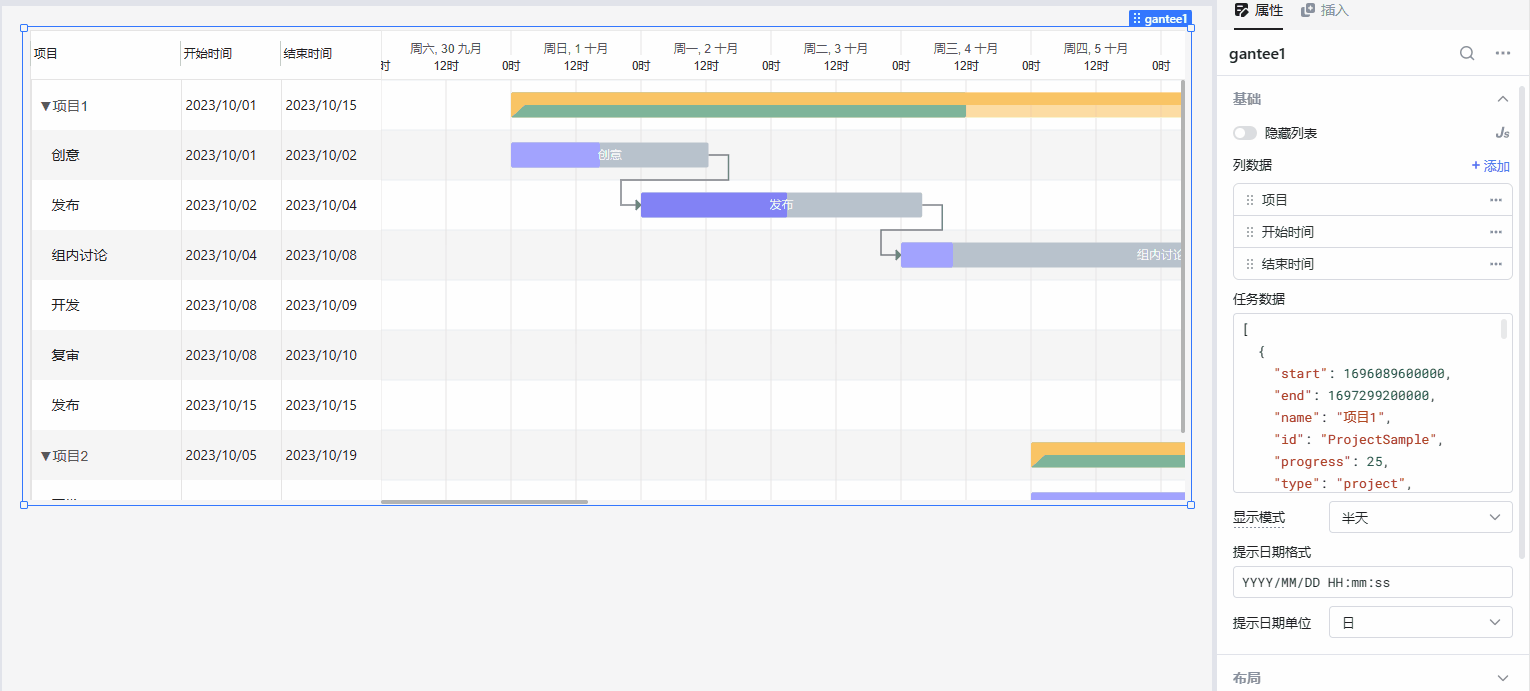 gantee1
项目 开始时间 结束时间
周六, 30 九月 周日, 1 十月 周一, 2 十月 周二, 3 十月 周三, 4 十月 周四, 5 十月
时 12时 0时 12时 0时 12时 0时 12时 0时 12时 0时 12时 0时
▼项目1 2023/10/01 2023/10/15
创意 2023/10/01 2023/10/02 创意
发布 2023/10/02 2023/10/04 发布
组内讨论 2023/10/04 2023/10/08 组内讨论
开发 2023/10/08 2023/10/09
复审 2023/10/08 2023/10/10
发布 2023/10/15 2023/10/15
▼项目2 2023/10/05 2023/10/19
属性 插入
gantee1
基础
隐藏列表 Js
列数据 + 添加
项目
开始时间
结束时间
任务数据
[
{
"start": 1696089600000,
"end": 1697299200000,
"name": "项目1",
"id": "ProjectSample",
"progress": 25,
"type": "project",
显示模式 半天
提示日期格式
YYYY/MM/DD HH:mm:ss
提示日期单位 日
布局